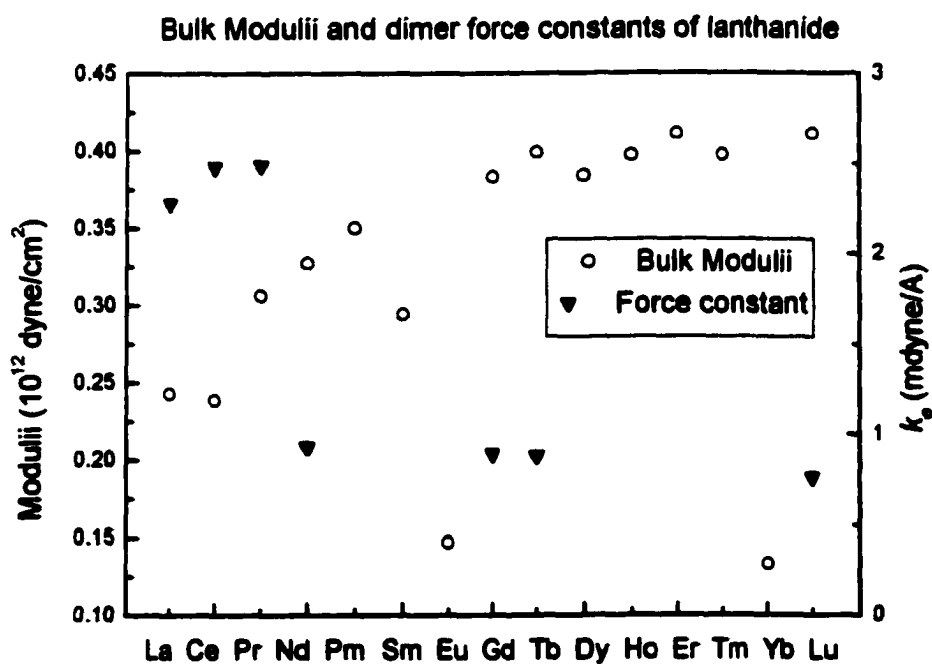 Bulk Modulii and dimer force constants of lanthanide
Modulii (10¹² dyne/cm²)
0.45
0.40
0.35
0.30
0.25
0.20
0.15
0.10
Bulk Modulii
Force constant
3
2
1
0
kₑ (mdyne/A)
La Ce Pr Nd Pm Sm Eu Gd Tb Dy Ho Er Tm Yb Lu